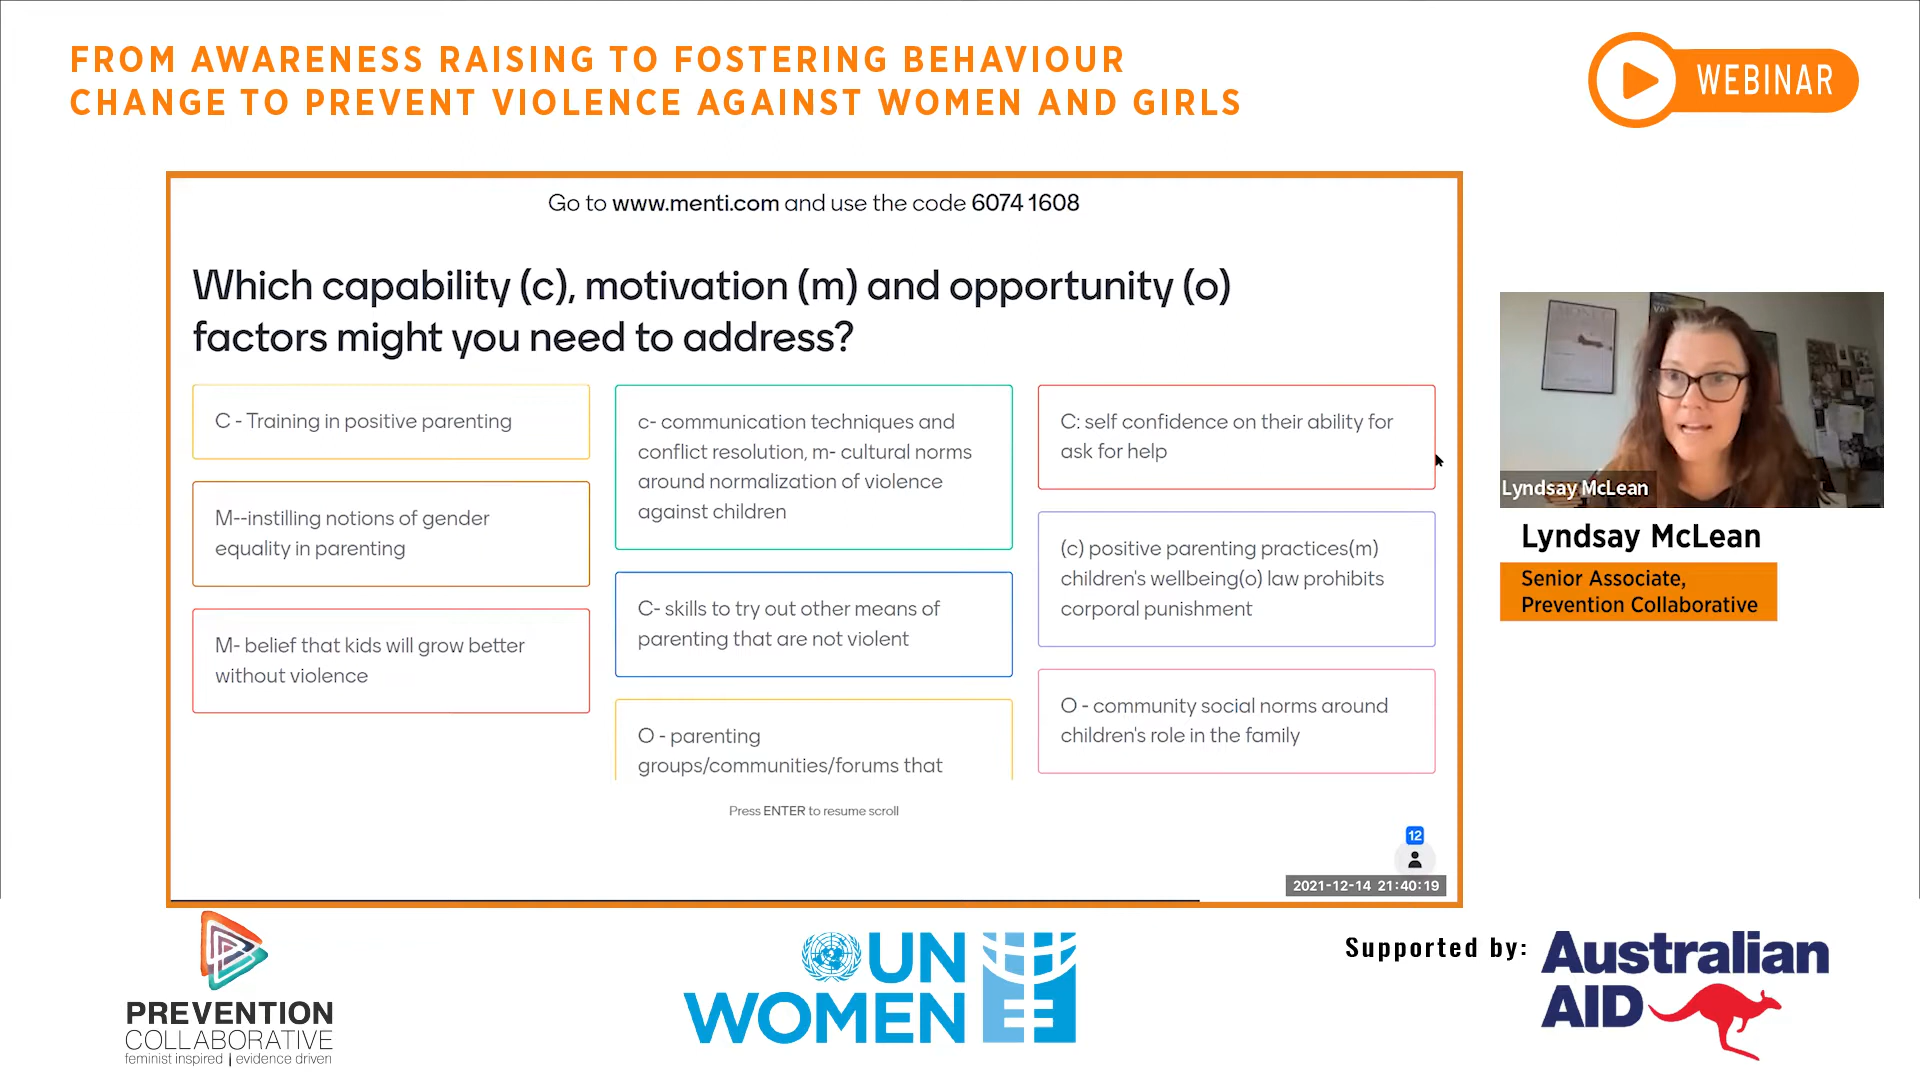 FROM AWARENESS RAISING TO FOSTERING BEHAVIOUR
CHANGE TO PREVENT VIOLENCE AGAINST WOMEN AND GIRLS
WEBINAR
Go to www.menti.com and use the code 6074 1608
Which capability (c), motivation (m) and opportunity (o)
factors might you need to address?
C - Training in positive parenting
M--instilling notions of gender
equality in parenting
M- belief that kids will grow better
without violence
c- communication techniques and
conflict resolution, m- cultural norms
around normalization of violence
against children
C- skills to try out other means of
parenting that are not violent
O - parenting
groups/communities/forums that
C: self confidence on their ability for
ask for help
(c) positive parenting practices(m)
children's wellbeing(o) law prohibits
corporal punishment
O - community social norms around
children's role in the family
Press ENTER to resume scroll
12
2021-12-14 21:40:19
Lyndsay McLean
Lyndsay McLean
Senior Associate,
Prevention Collaborative
PREVENTION
COLLABORATIVE
feminist inspired | evidence driven
UN
WOMEN
Supported by:
Australian
AID